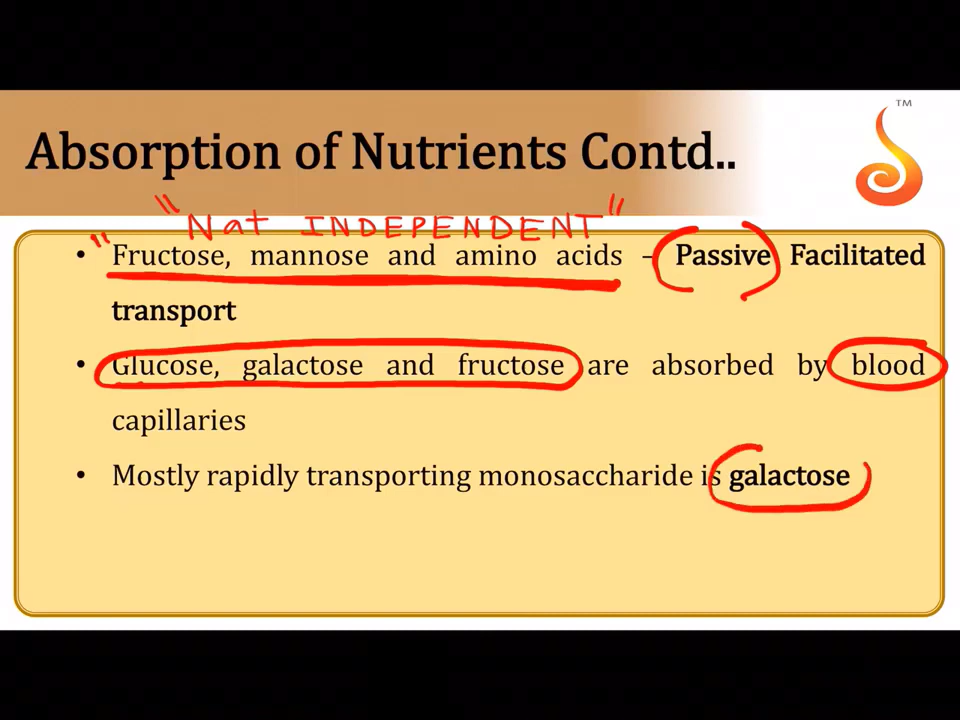 TM
Absorption of Nutrients Contd..
"Nat INDEPENDENT"
• Fructose, mannose and amino acids – Passive Facilitated
transport
• Glucose, galactose and fructose are absorbed by blood
capillaries
• Mostly rapidly transporting monosaccharide is galactose